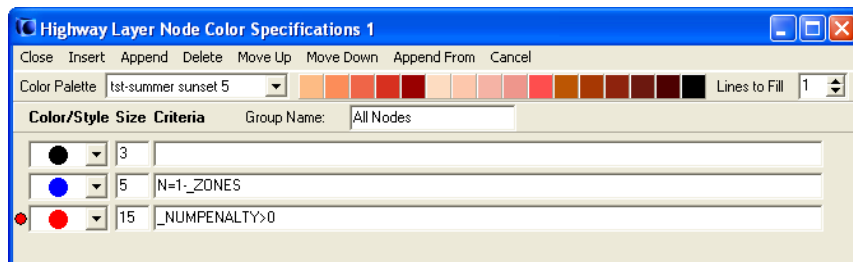 Highway Layer Node Color Specifications 1
Close Insert Append Delete Move Up Move Down Append From Cancel
Color Palette tst-summer sunset 5 Lines to Fill 1
Color/Style Size Criteria Group Name: All Nodes
3
5 N=1-_ZONES
15 _NUMPENALTY>0